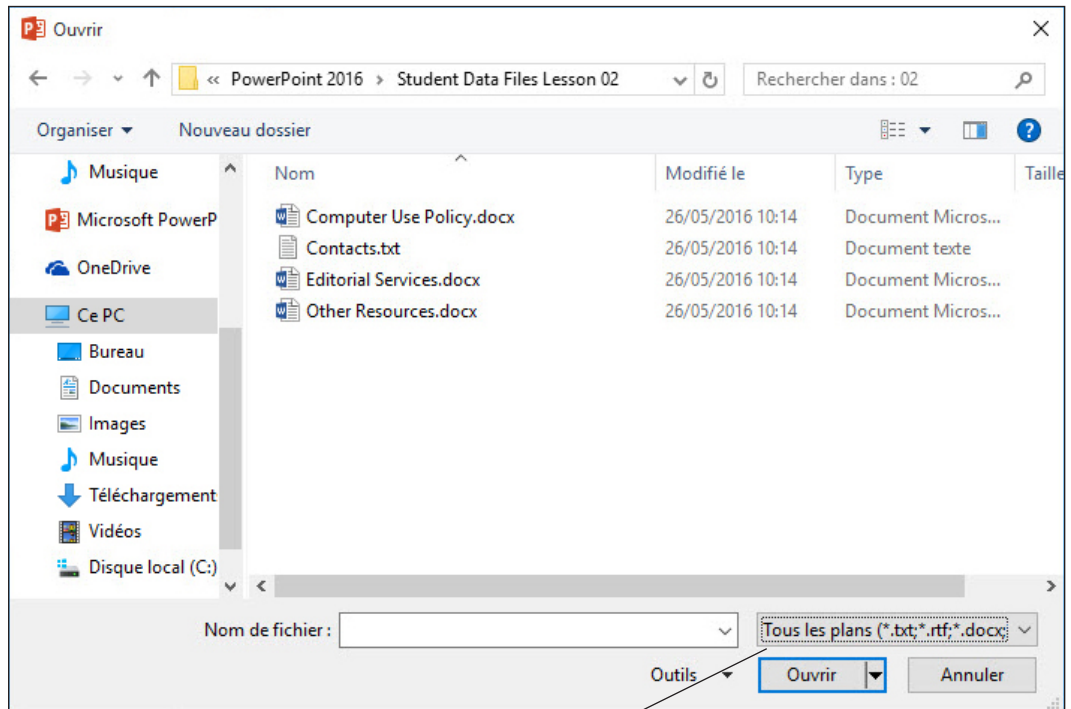 Ouvrir
« PowerPoint 2016 > Student Data Files Lesson 02
Rechercher dans : 02
Organiser
Nouveau dossier
Musique
Microsoft PowerP
OneDrive
Ce PC
Bureau
Documents
Images
Musique
Téléchargement
Vidéos
Disque local (C:)
Nom Modifié le Type Taille
Computer Use Policy.docx 26/05/2016 10:14 Document Micros...
Contacts.txt 26/05/2016 10:14 Document texte
Editorial Services.docx 26/05/2016 10:14 Document Micros...
Other Resources.docx 26/05/2016 10:14 Document Micros...
Nom de fichier : Tous les plans (*.txt;*.rtf;*.docx;
Outils Ouvrir Annuler